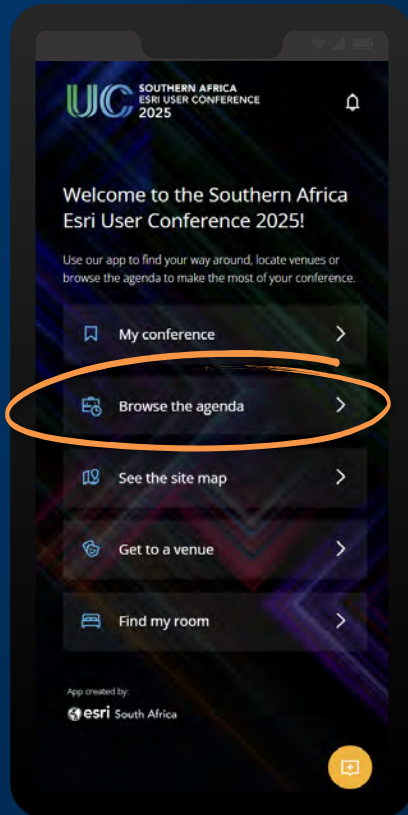 UC
SOUTHERN AFRICA
ESRI USER CONFERENCE
2025
Welcome to the Southern Africa
Esri User Conference 2025!
Use our app to find your way around, locate venues or
browse the agenda to make the most of your conference.
My conference
Browse the agenda
See the site map
Get to a venue
Find my room
App created by:
esri South Africa